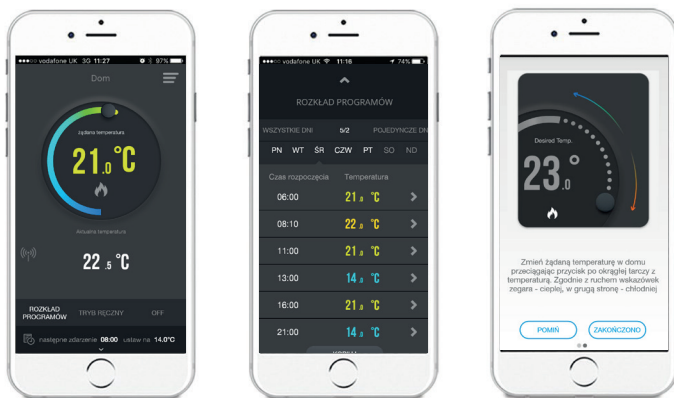 vodafone UK 3G 11:27 97%
Dom
żądana temperatura
21.0 °C
Aktualna temperatura
22.5 °C
ROZKŁAD PROGRAMÓW
TRYB RĘCZNY
OFF
następne zdarzenie 08:00 ustaw na 14.0°C
vodafone UK 11:16 74%
ROZKŁAD PROGRAMÓW
WSZYSTKIE DNI 5/2 POJEDYNCZE DN
PN WT ŚR CZW PT SO ND
Czas rozpoczęcia Temperatura
06:00 21.0 °C
08:10 22.0 °C
11:00 21.0 °C
13:00 14.0 °C
16:00 21.0 °C
21:00 14.0 °C
Desired Temp.
23.0°
Zmień żądaną temperaturę w domu
przeciągając przycisk po okrągłej tarczy z
temperaturą. Zgodnie z ruchem wskazówek
zegara - cieplej, w grugą stronę - chłodniej
POMIŃ
ZAKOŃCZONO